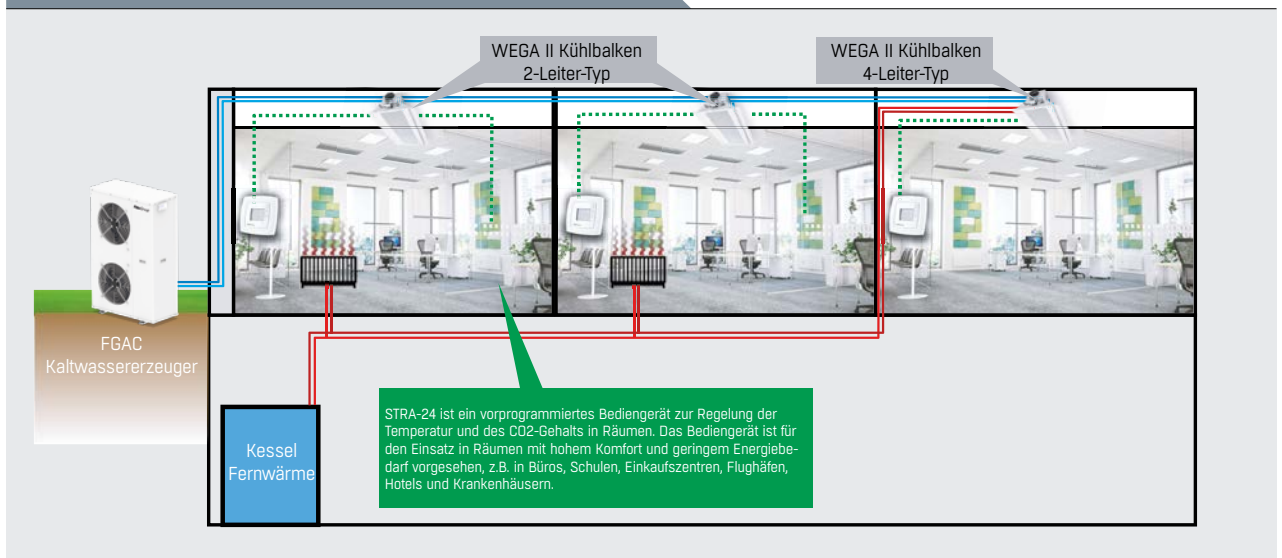 WEGA II Kühlbalken
2-Leiter-Typ
WEGA II Kühlbalken
4-Leiter-Typ
FGAC
Kaltwassererzeuger
STRA-24 ist ein vorprogrammiertes Bediengerät zur Regelung der
Temperatur und des CO2-Gehalts in Räumen. Das Bediengerät ist für
den Einsatz in Räumen mit hohem Komfort und geringem Energiebe-
darf vorgesehen, z.B. in Büros, Schulen, Einkaufszentren, Flughäfen,
Hotels und Krankenhäusern.
Kessel
Fernwärme